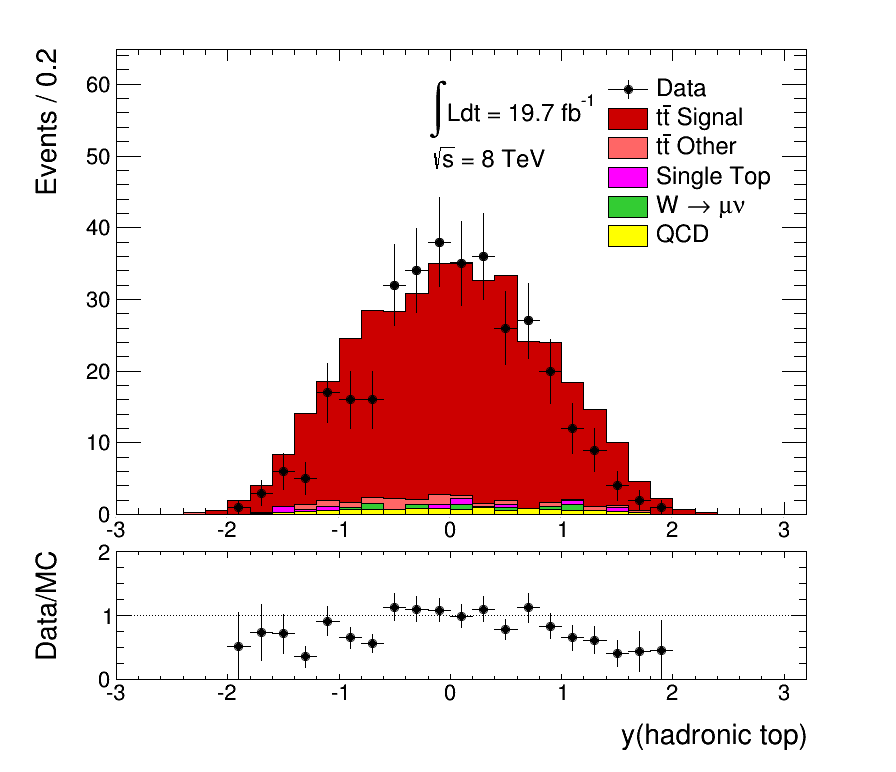 Events / 0.2
60
50
40
30
20
10
0
∫Ldt = 19.7 fb⁻¹
√s = 8 TeV
Data
tt̄ Signal
tt̄ Other
Single Top
W → μν
QCD
-3 -2 -1 0 1 2 3
Data/MC
2
1
0
-3 -2 -1 0 1 2 3
y(hadronic top)